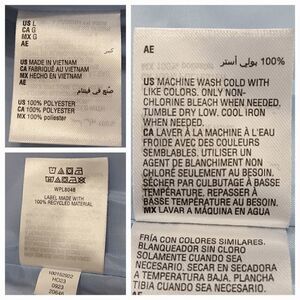 US L
CA G
MX G
AE
كبير
US MADE IN VIETNAM
CA FABRIQUÉ AU VIETNAM
MX HECHO EN VIETNAM
AE
صنع في فيتنام
US 100% POLYESTER
CA 100% POLYESTER
MX 100% poliester
WPL8048
LABEL MADE WITH
100% RECYCLED MATERIAL
HO23
0923
AE
100% بولي أستر
US MACHINE WASH COLD WITH
LIKE COLORS. ONLY NON-
CHLORINE BLEACH WHEN NEEDED.
TUMBLE DRY LOW. COOL IRON
WHEN NEEDED.
CA LAVER À LA MACHINE À L'EAU
FROIDE AVEC DES COULEURS
SEMBLABLES. UTILISER UN
AGENT DE BLANCHIMENT NON
CHLORÉ SEULEMENT AU BESOIN.
SÉCHER PAR CULBUTAGE À BASSE
TEMPÉRATURE. REPASSER À
BASSE TEMPÉRATURE AU BESOIN.
MX LAVAR A MÁQUINA EN AGUA
FRÍA CON COLORES SIMILARES.
BLANQUEADOR SIN CLORO
SOLAMENTE CUANDO SEA
NECESARIO. SECAR EN SECADORA
A TEMPERATURA BAJA, PLANCHA
TIBIA CUANDO SEA NECESARIO.
AE